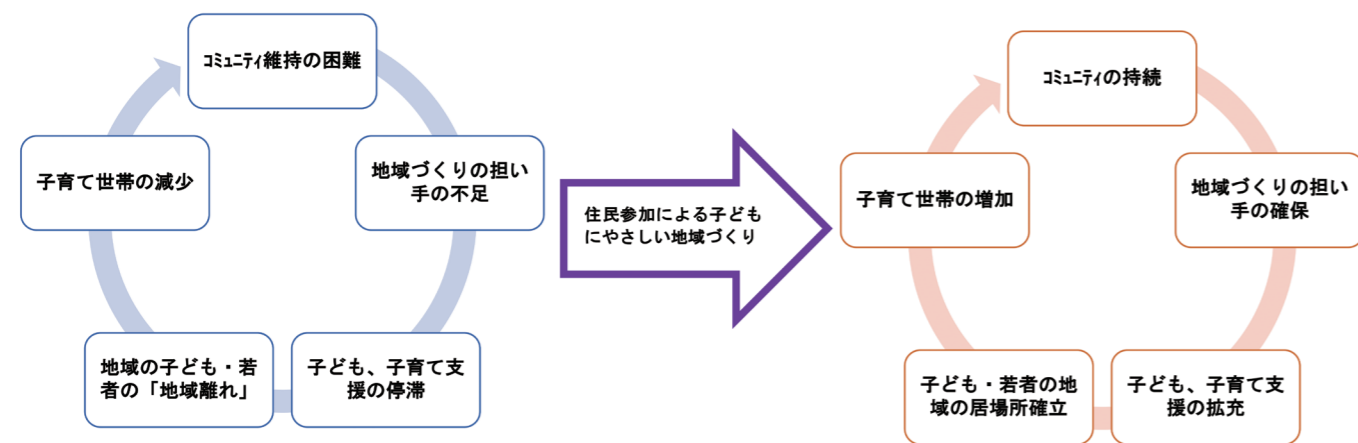 コミュニティ維持の困難
地域づくりの担い
手の不足
子ども、子育て支
援の停滞
地域の子ども・若
者の「地域離れ」
子育て世帯の減少
住民参加による子ども
にやさしい地域づくり
コミュニティの持続
地域づくりの担い
手の確保
子ども、子育て支
援の拡充
子ども・若者の地
域の居場所確立
子育て世帯の増加